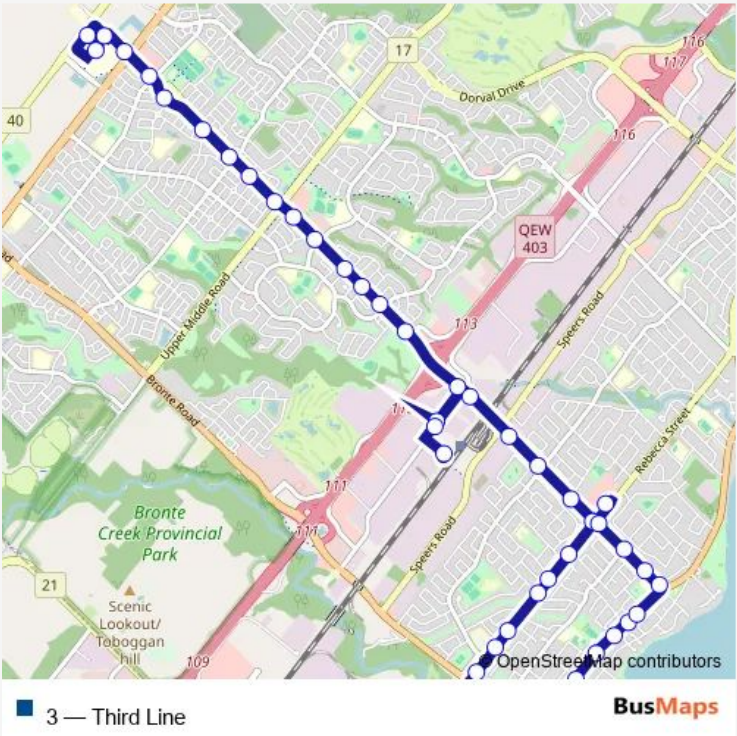 116
117
17
Dorval Drive
40
116
QEW
403
Upper Middle Road
113
Speers Road
Bronte Road
Rebecca Street
111
Bronte
Creek Provincial
Park
111
Speers Road
21
Scenic
Lookout/
Toboggan
hill
109
© OpenStreetMap contributors
3 — Third Line
BusMaps